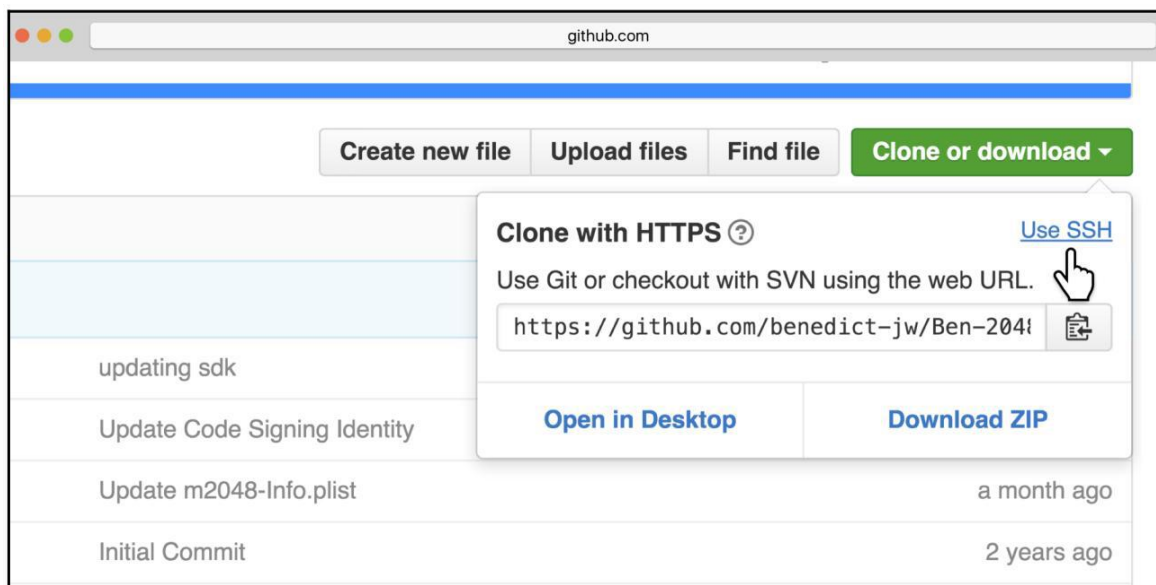 github.com
Create new file Upload files Find file Clone or download
Clone with HTTPS ? Use SSH
Use Git or checkout with SVN using the web URL.
https://github.com/benedict-jw/Ben-2048
Open in Desktop Download ZIP
updating sdk
Update Code Signing Identity
Update m2048-Info.plist a month ago
Initial Commit 2 years ago